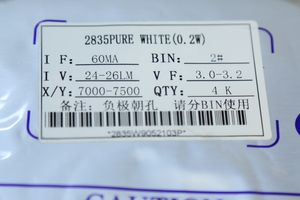 2835PURE WHITE(0.2W)
I F: 60MA BIN: 2#
I V: 24-26LM V F: 3.0-3.2
X/Y: 7000-7500 QTY: 4 K
备注: 负极朝孔 请分BIN使用
*2835W9052103P*